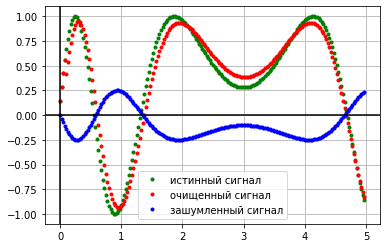 1.00
0.75
0.50
0.25
0.00
-0.25
-0.50
-0.75
-1.00
истинный сигнал
очищенный сигнал
зашумленный сигнал
0 1 2 3 4 5